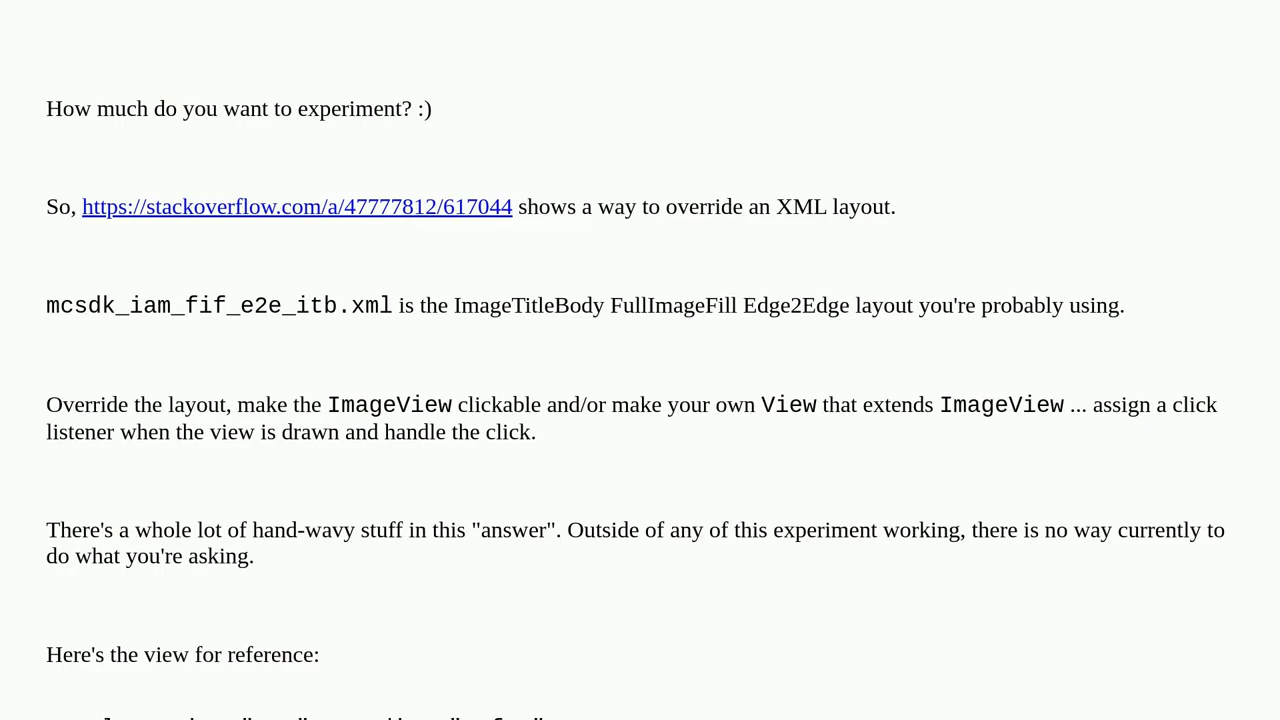 How much do you want to experiment? :)
So, https://stackoverflow.com/a/47777812/617044 shows a way to override an XML layout.
mcsdk_iam_fif_e2e_itb.xml is the ImageTitleBody FullImageFill Edge2Edge layout you're probably using.
Override the layout, make the ImageView clickable and/or make your own View that extends ImageView ... assign a click
listener when the view is drawn and handle the click.
There's a whole lot of hand-wavy stuff in this "answer". Outside of any of this experiment working, there is no way currently to
do what you're asking.
Here's the view for reference: